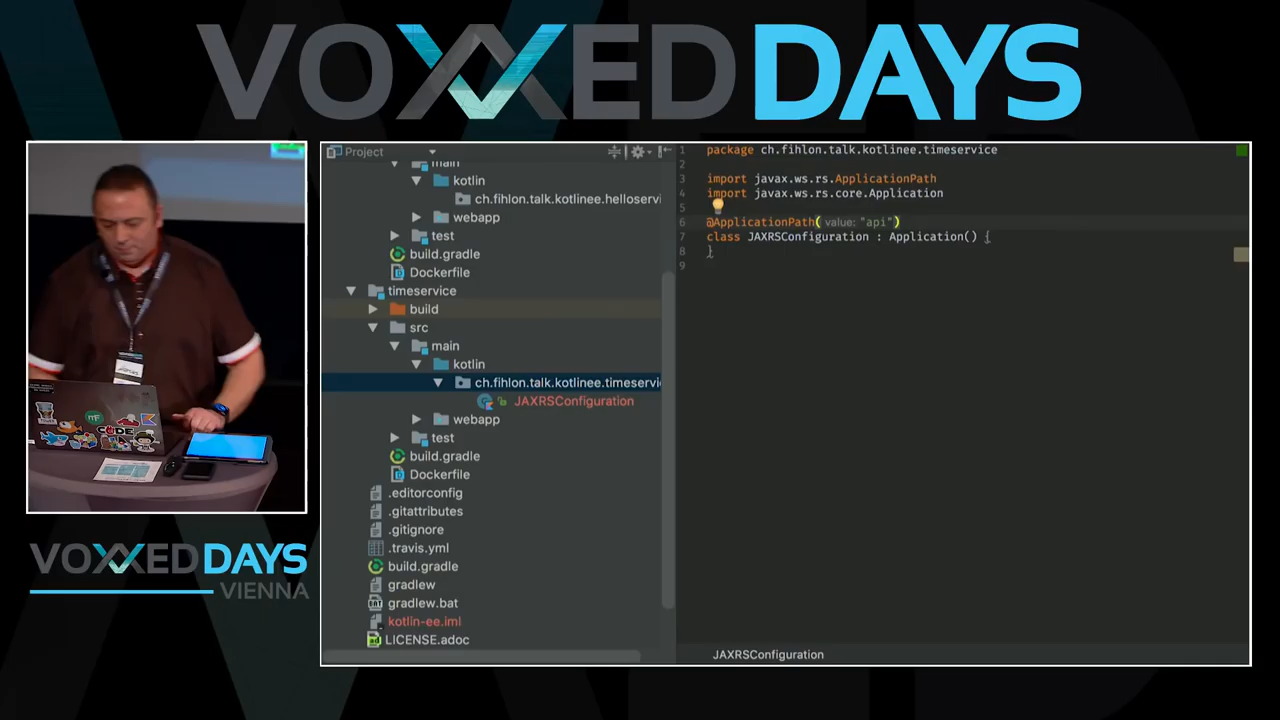 VOXXED DAYS
Project
main
kotlin
ch.fihlon.talk.kotlinee.helloservi
webapp
test
build.gradle
Dockerfile
timeservice
build
src
main
kotlin
ch.fihlon.talk.kotlinee.timeservic
JAXRSConfiguration
webapp
test
build.gradle
Dockerfile
.editorconfig
.gitattributes
.gitignore
.travis.yml
build.gradle
gradlew
gradlew.bat
kotlin-ee.iml
LICENSE.adoc
1 package ch.fihlon.talk.kotlinee.timeservice
2
3 import javax.ws.rs.ApplicationPath
4 import javax.ws.rs.core.Application
5
6 @ApplicationPath( value: "api")
7 class JAXRSConfiguration : Application() {
8 }
9
JAXRSConfiguration
CODE
VOXXED DAYS
VIENNA